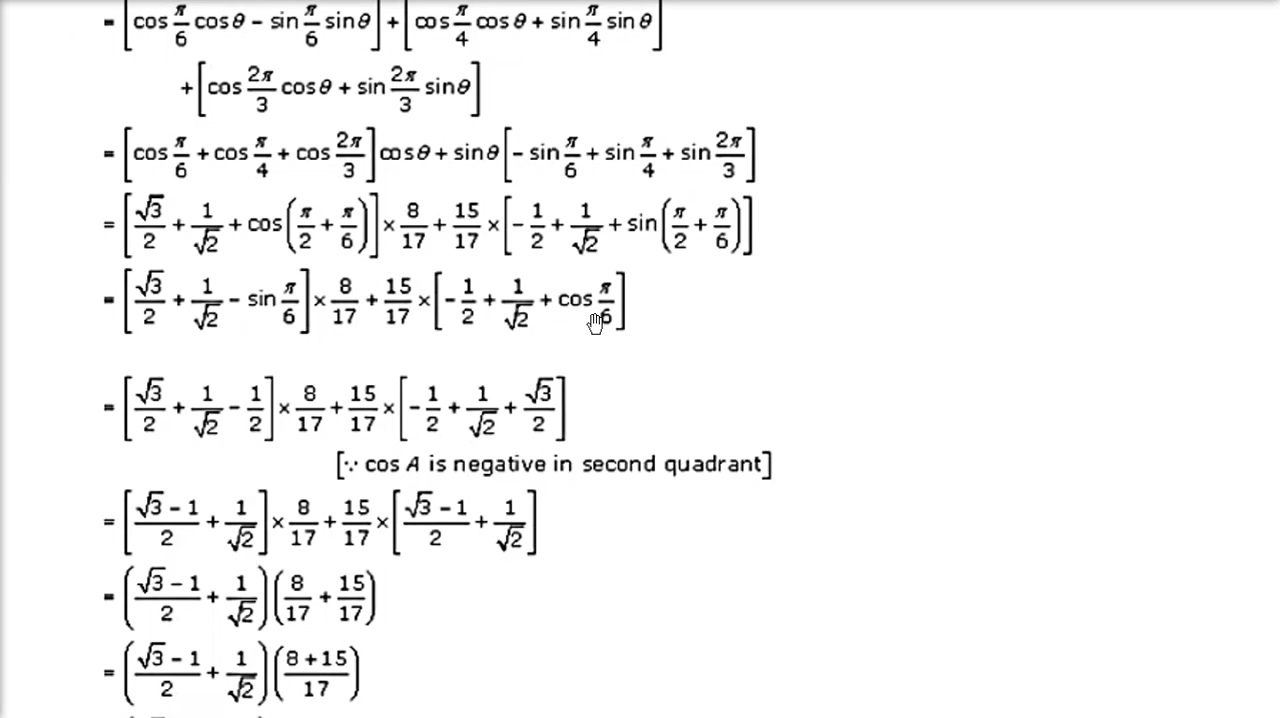 = [cos π/6 cos θ − sin π/6 sin θ] + [cos π/4 cos θ + sin π/4 sin θ]
+ [cos 2π/3 cos θ + sin 2π/3 sin θ]
= [cos π/6 + cos π/4 + cos 2π/3] cos θ + sin θ [− sin π/6 + sin π/4 + sin 2π/3]
= [√3/2 + 1/√2 + cos (π/2 + π/6)] × 8/17 + 15/17 × [− 1/2 + 1/√2 + sin (π/2 + π/6)]
= [√3/2 + 1/√2 − sin π/6] × 8/17 + 15/17 × [− 1/2 + 1/√2 + cos π/6]
= [√3/2 + 1/√2 − 1/2] × 8/17 + 15/17 × [− 1/2 + 1/√2 + √3/2]
[∵ cos A is negative in second quadrant]
= [(√3 − 1)/2 + 1/√2] × 8/17 + 15/17 × [(√3 − 1)/2 + 1/√2]
= ((√3 − 1)/2 + 1/√2) (8/17 + 15/17)
= ((√3 − 1)/2 + 1/√2) ((8 + 15)/17)